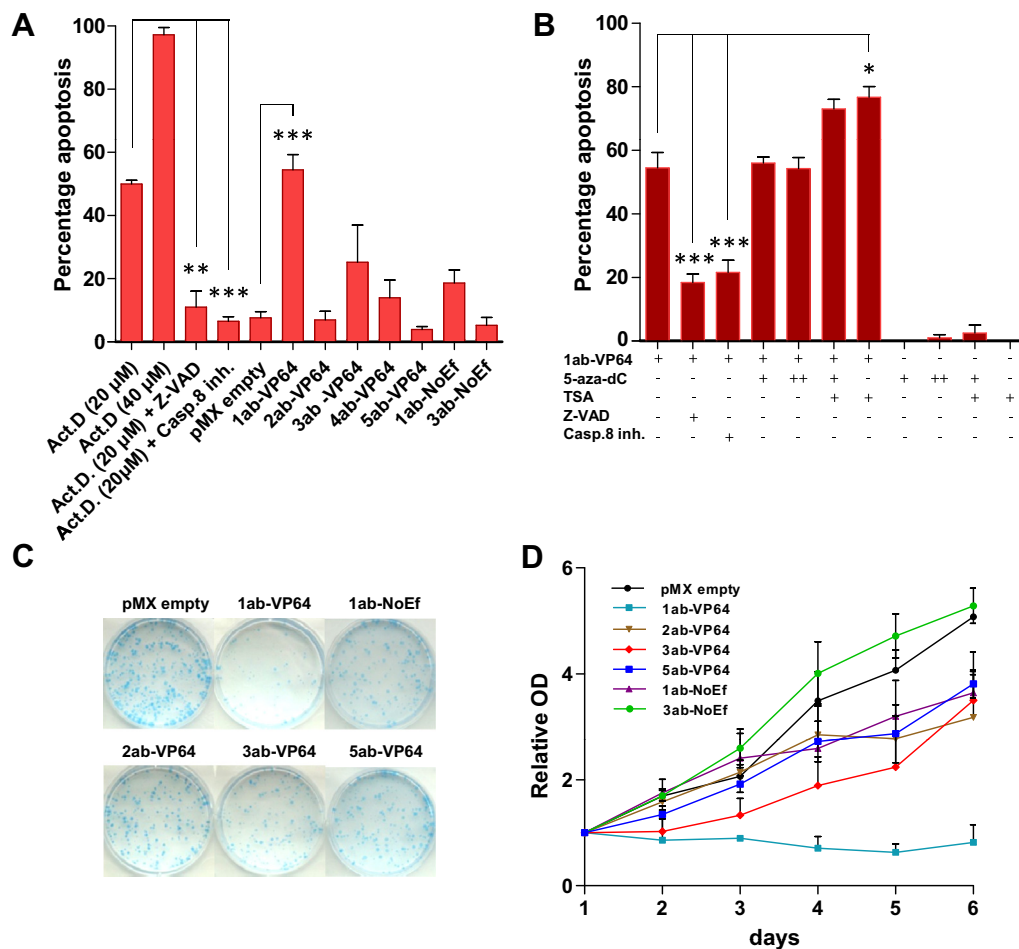 A
Percentage apoptosis
100
80
60
40
20
0
**
***
***
Act.D (20 µM)
Act.D (40 µM)
Act.D. (20 µM) + Z-VAD
Act.D. (20µM) + Casp.8 inh.
pMX empty
1ab-VP64
2ab-VP64
3ab -VP64
4ab-VP64
5ab-VP64
1ab-NoEf
3ab-NoEf
B
Percentage apoptosis
100
80
60
40
20
0
***
***
*
1ab-VP64 + + + + + + + - - - -
5-aza-dC - - - + ++ + - + ++ + -
TSA - - - - - + + - - + +
Z-VAD - + - - - - - - - - -
Casp.8 inh. - - + - - - - - - - -
C
pMX empty 1ab-VP64 1ab-NoEf
2ab-VP64 3ab-VP64 5ab-VP64
D
Relative OD
6
4
2
0
pMX empty
1ab-VP64
2ab-VP64
3ab-VP64
5ab-VP64
1ab-NoEf
3ab-NoEf
1 2 3 4 5 6
days